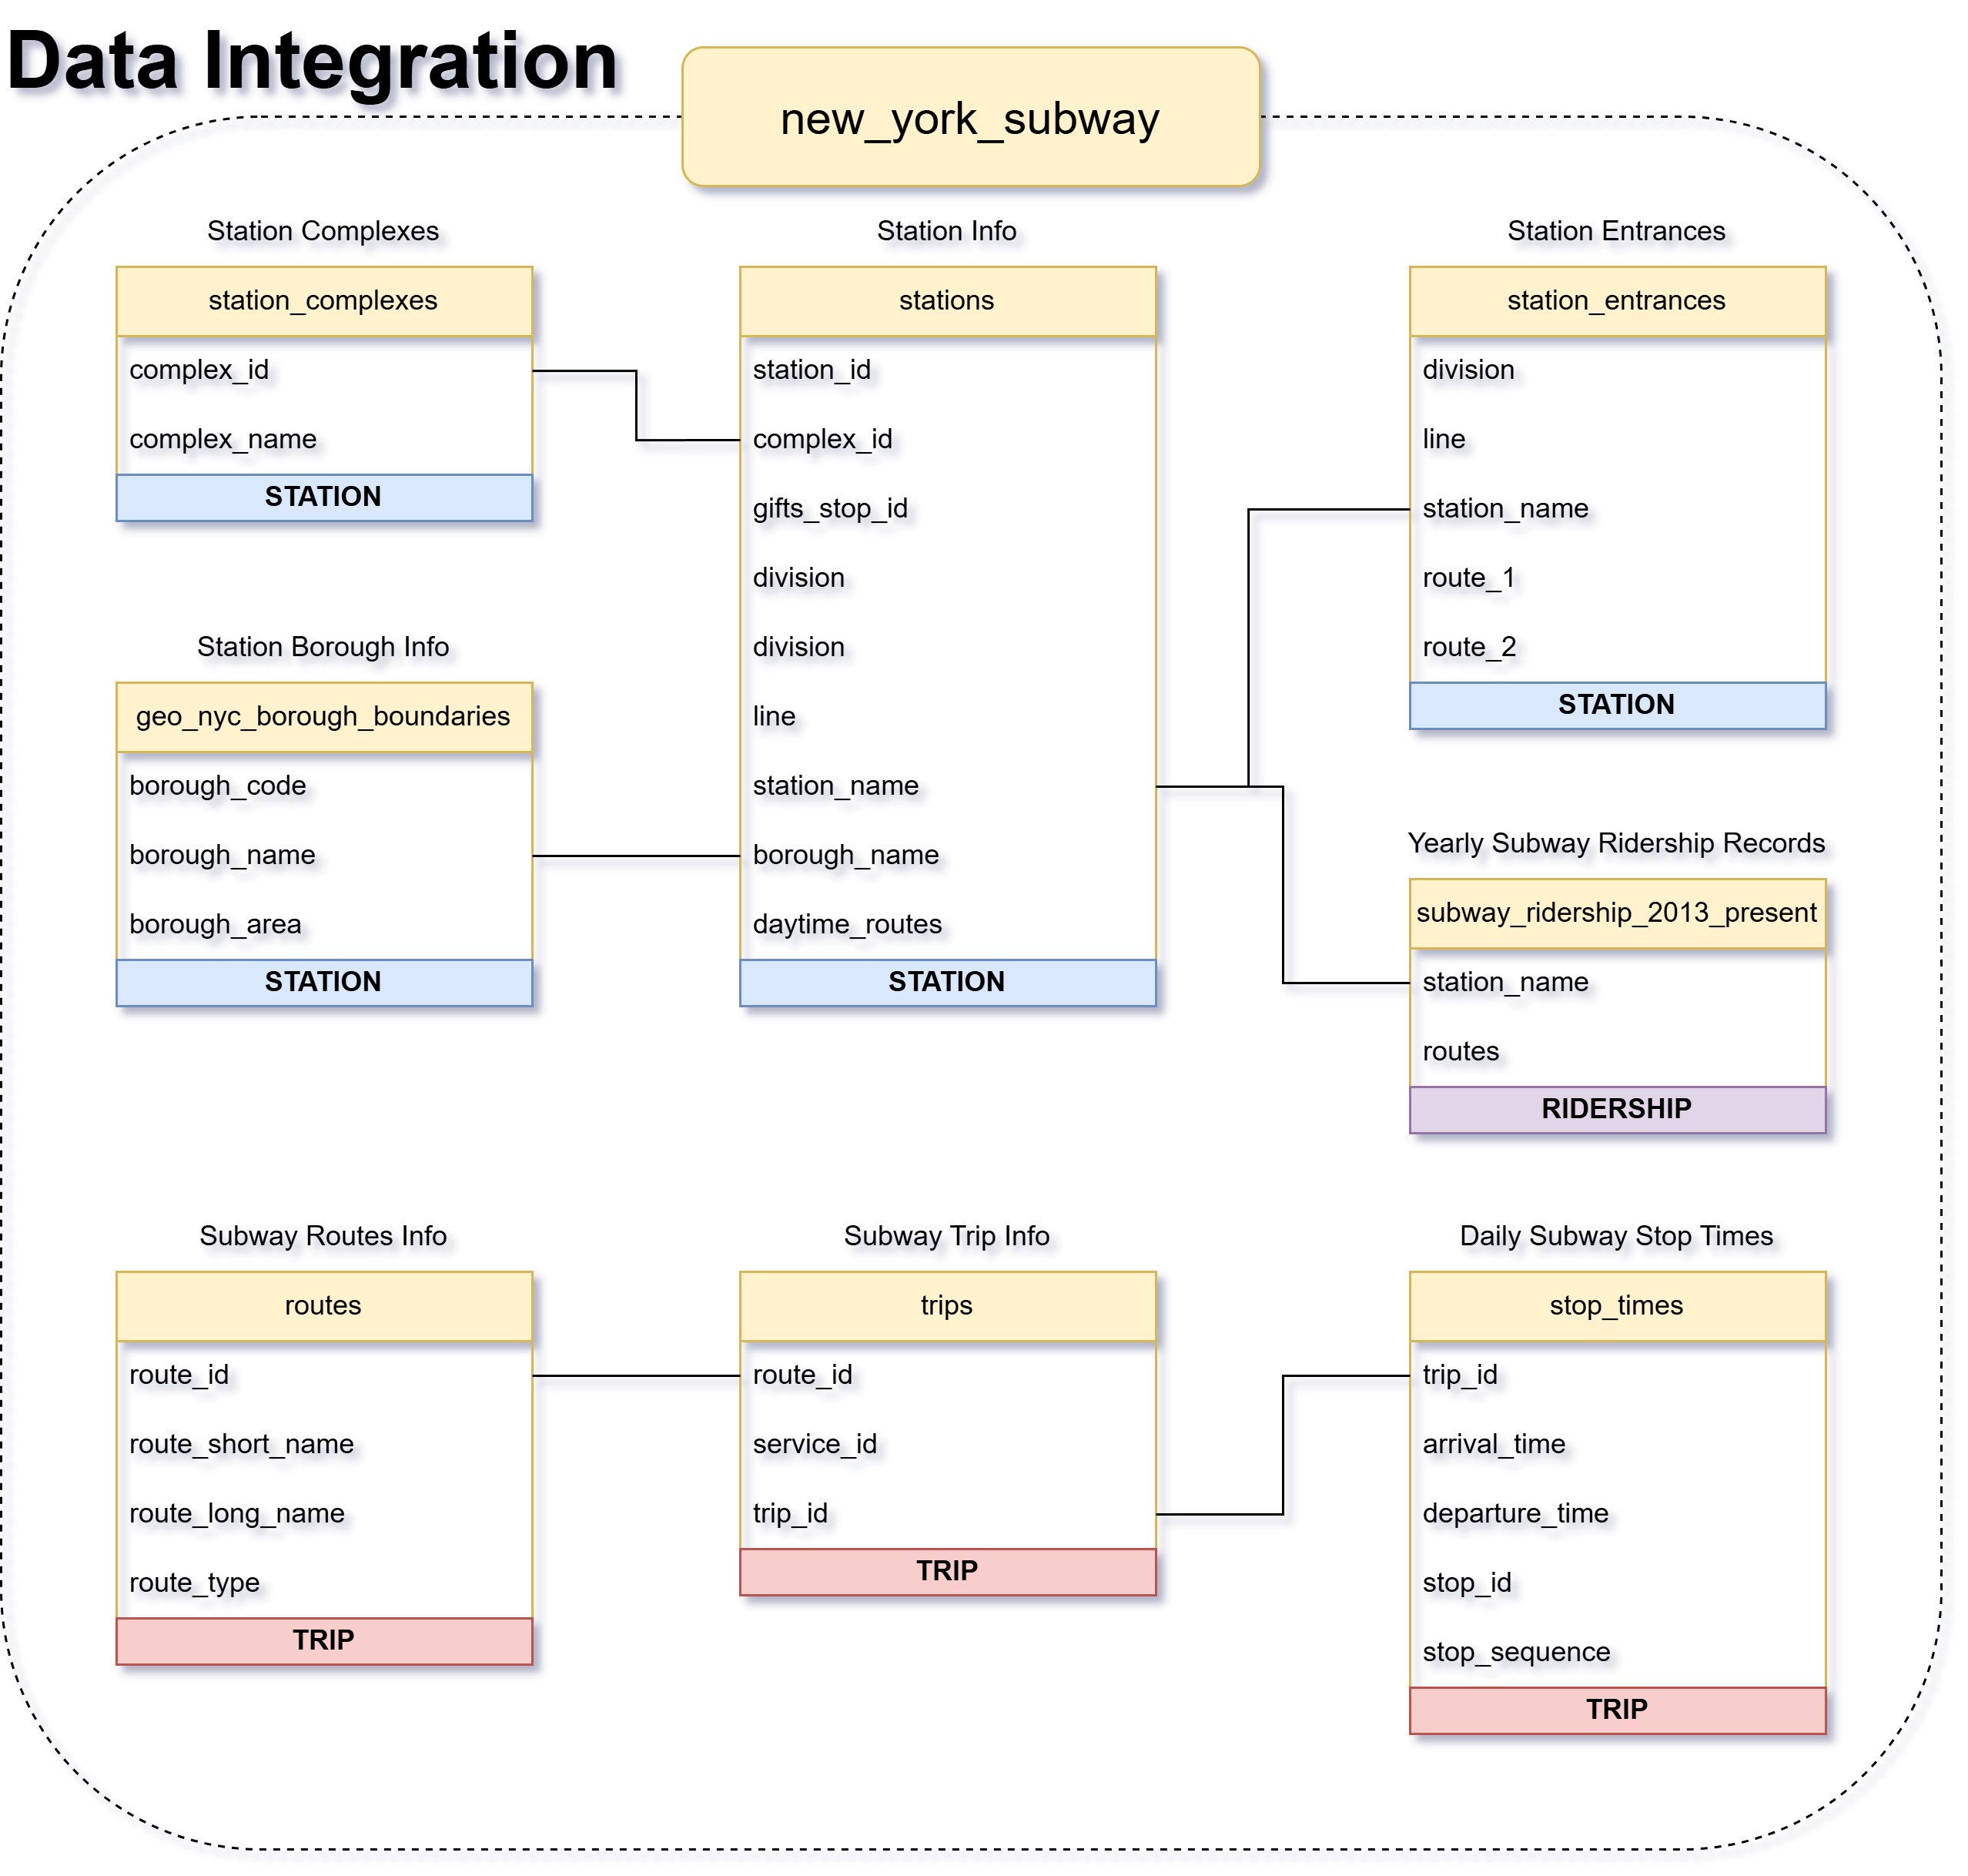 Data Integration
new_york_subway
Station Complexes
station_complexes
complex_id
complex_name
STATION
Station Info
stations
station_id
complex_id
gifts_stop_id
division
division
line
station_name
borough_name
daytime_routes
STATION
Station Entrances
station_entrances
division
line
station_name
route_1
route_2
STATION
Station Borough Info
geo_nyc_borough_boundaries
borough_code
borough_name
borough_area
STATION
Yearly Subway Ridership Records
subway_ridership_2013_present
station_name
routes
RIDERSHIP
Subway Routes Info
routes
route_id
route_short_name
route_long_name
route_type
TRIP
Subway Trip Info
trips
route_id
service_id
trip_id
TRIP
Daily Subway Stop Times
stop_times
trip_id
arrival_time
departure_time
stop_id
stop_sequence
TRIP